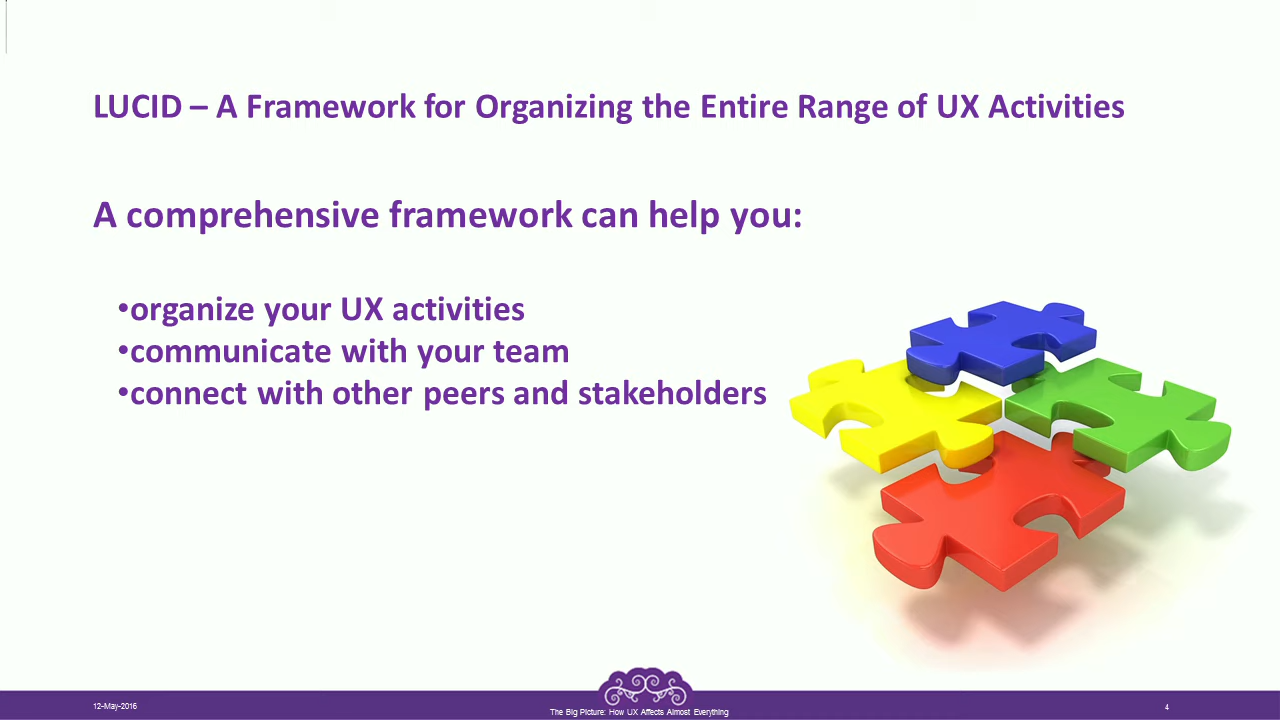 LUCID – A Framework for Organizing the Entire Range of UX Activities
A comprehensive framework can help you:
•organize your UX activities
•communicate with your team
•connect with other peers and stakeholders
12-May-2016
The Big Picture: How UX Affects Almost Everything
4